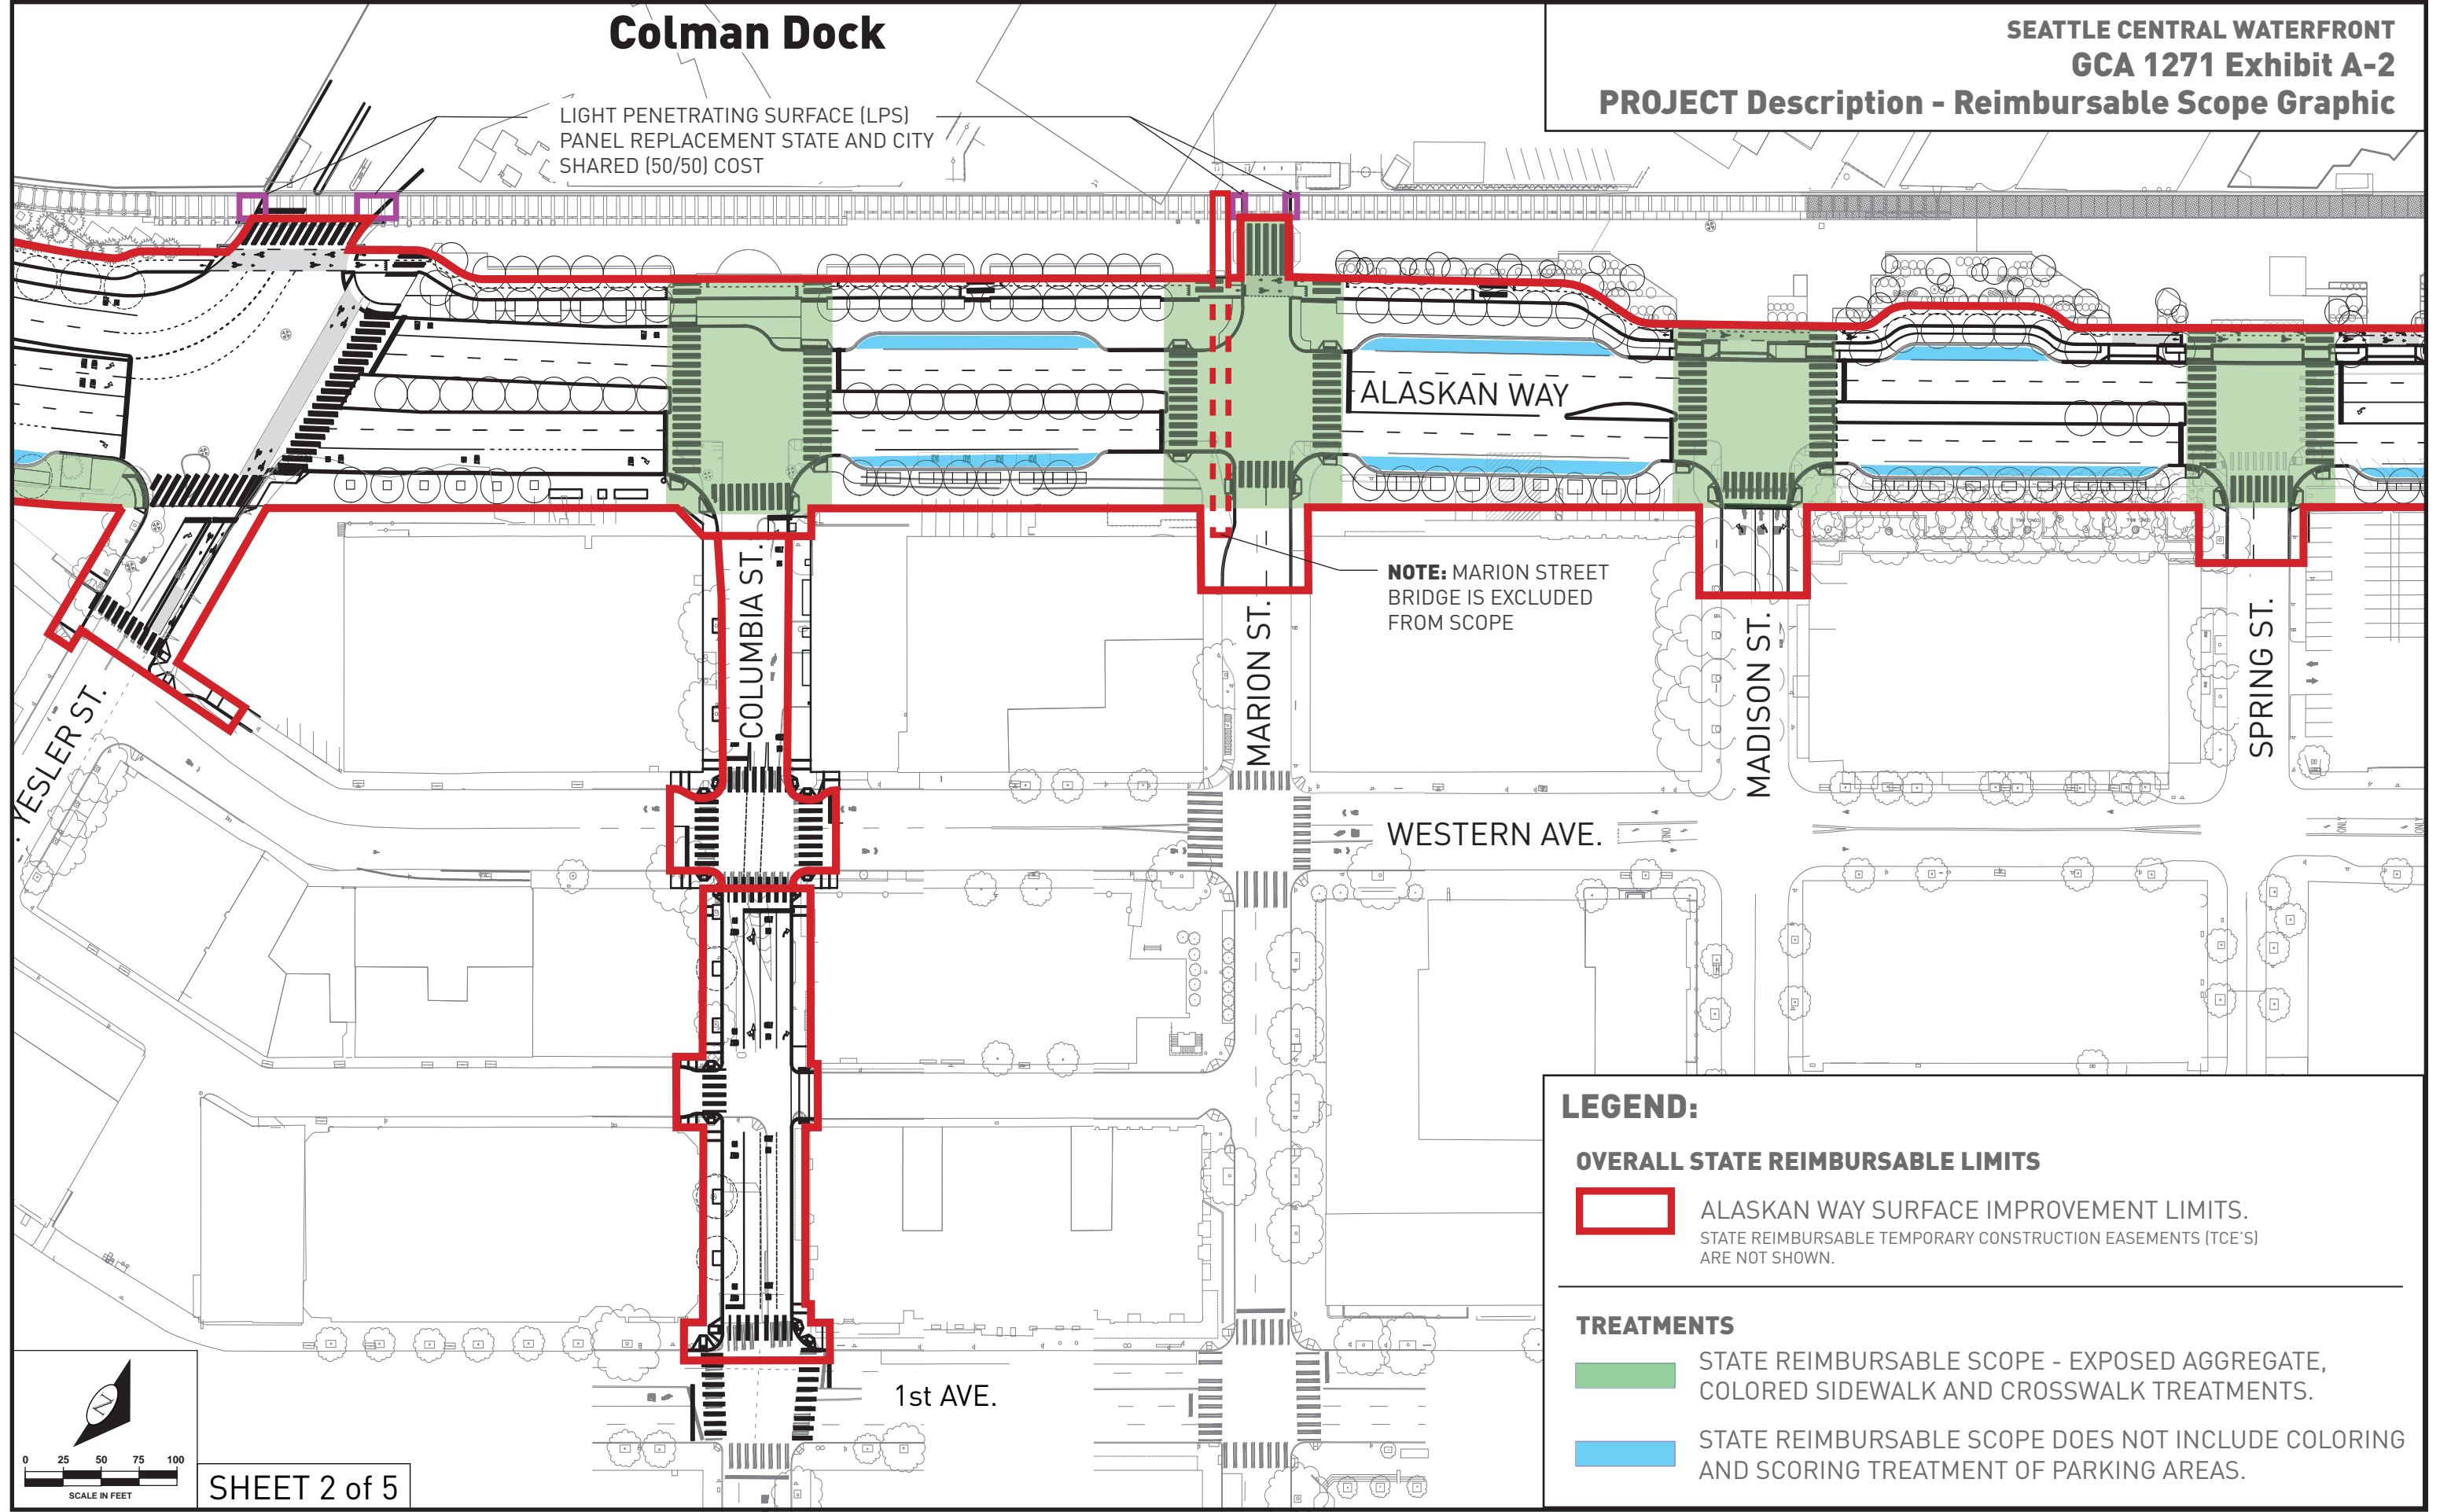 Colman Dock
SEATTLE CENTRAL WATERFRONT
GCA 1271 Exhibit A-2
PROJECT Description - Reimbursable Scope Graphic
LIGHT PENETRATING SURFACE (LPS)
PANEL REPLACEMENT STATE AND CITY
SHARED (50/50) COST
ALASKAN WAY
NOTE: MARION STREET
BRIDGE IS EXCLUDED
FROM SCOPE
YESLER ST.
COLUMBIA ST.
MARION ST.
MADISON ST.
SPRING ST.
WESTERN AVE.
ONLY
ONLY
ONLY
1st AVE.
LEGEND:
OVERALL STATE REIMBURSABLE LIMITS
ALASKAN WAY SURFACE IMPROVEMENT LIMITS.
STATE REIMBURSABLE TEMPORARY CONSTRUCTION EASEMENTS (TCE'S)
ARE NOT SHOWN.
TREATMENTS
STATE REIMBURSABLE SCOPE - EXPOSED AGGREGATE,
COLORED SIDEWALK AND CROSSWALK TREATMENTS.
STATE REIMBURSABLE SCOPE DOES NOT INCLUDE COLORING
AND SCORING TREATMENT OF PARKING AREAS.
N
0 25 50 75 100
SCALE IN FEET
SHEET 2 of 5